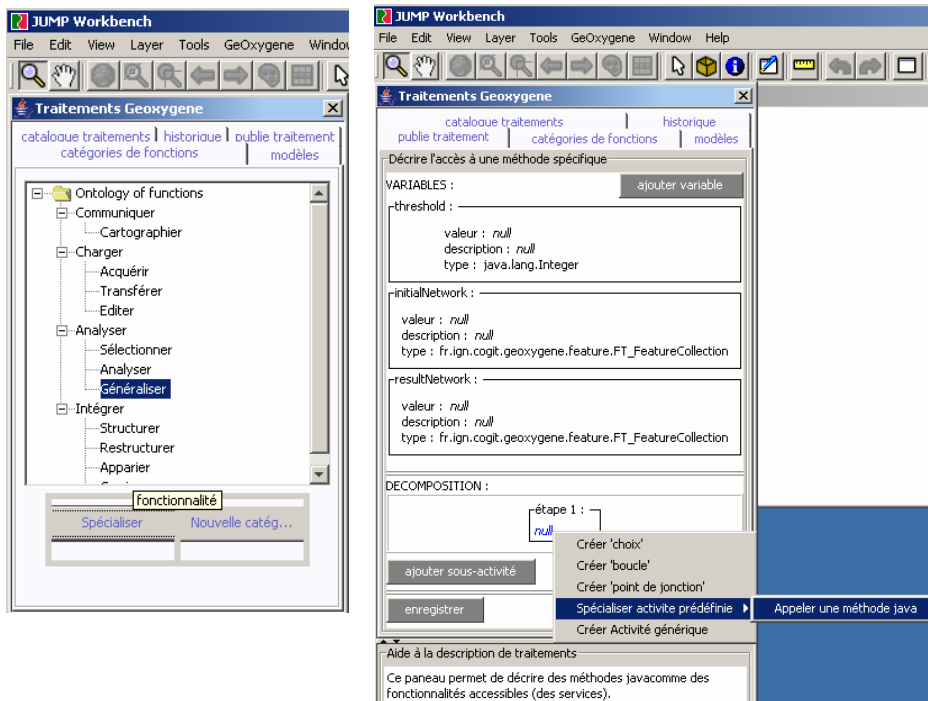 JUMP Workbench
File Edit View Layer Tools GeOxygene Windo
Traitements Geoxygene
catalogue traitements historique publie traitement
catégories de fonctions modèles
Ontology of functions
Communiquer
Cartographier
Charger
Acquérir
Transférer
Editer
Analyser
Sélectionner
Analyser
Généraliser
Intégrer
Structurer
Restructurer
Apparier
fonctionnalité
Spécialiser Nouvelle catég...
JUMP Workbench
File Edit View Layer Tools GeOxygene Window Help
Traitements Geoxygene
catalogue traitements historique
publie traitement catégories de fonctions modèles
Décrire l'accès à une méthode spécifique
VARIABLES : ajouter variable
threshold :
valeur : null
description : null
type : java.lang.Integer
initialNetwork :
valeur : null
description : null
type : fr.ign.cogit.geoxygene.feature.FT_FeatureCollection
resultNetwork :
valeur : null
description : null
type : fr.ign.cogit.geoxygene.feature.FT_FeatureCollection
DECOMPOSITION :
étape 1 :
null
Créer 'choix'
Créer 'boucle'
Créer 'point de jonction'
Spécialiser activite prédéfinie Appeler une méthode java
Créer Activité générique
ajouter sous-activité
enregistrer
Aide à la description de traitements
Ce paneau permet de décrire des méthodes javacomme des
fonctionnalités accessibles (des services).